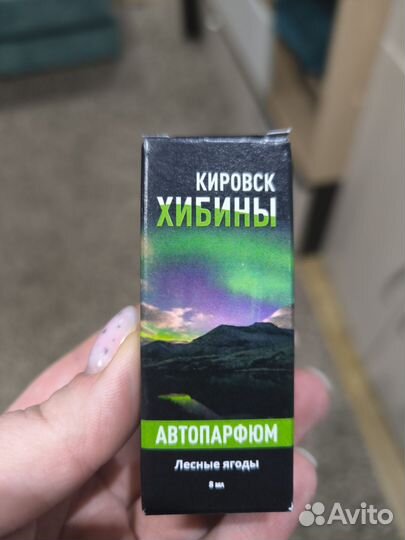 КИРОВСК
ХИБИНЫ
АВТОПАРФЮМ
Лесные ягоды
8 мл
Avito